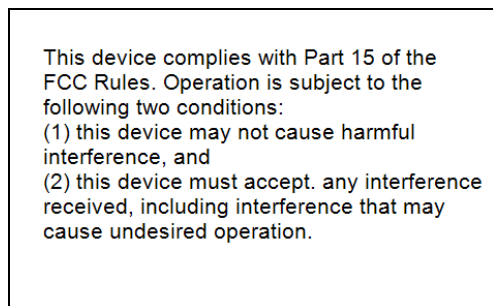 This device complies with Part 15 of the
FCC Rules. Operation is subject to the
following two conditions:
(1) this device may not cause harmful
interference, and
(2) this device must accept. any interference
received, including interference that may
cause undesired operation.